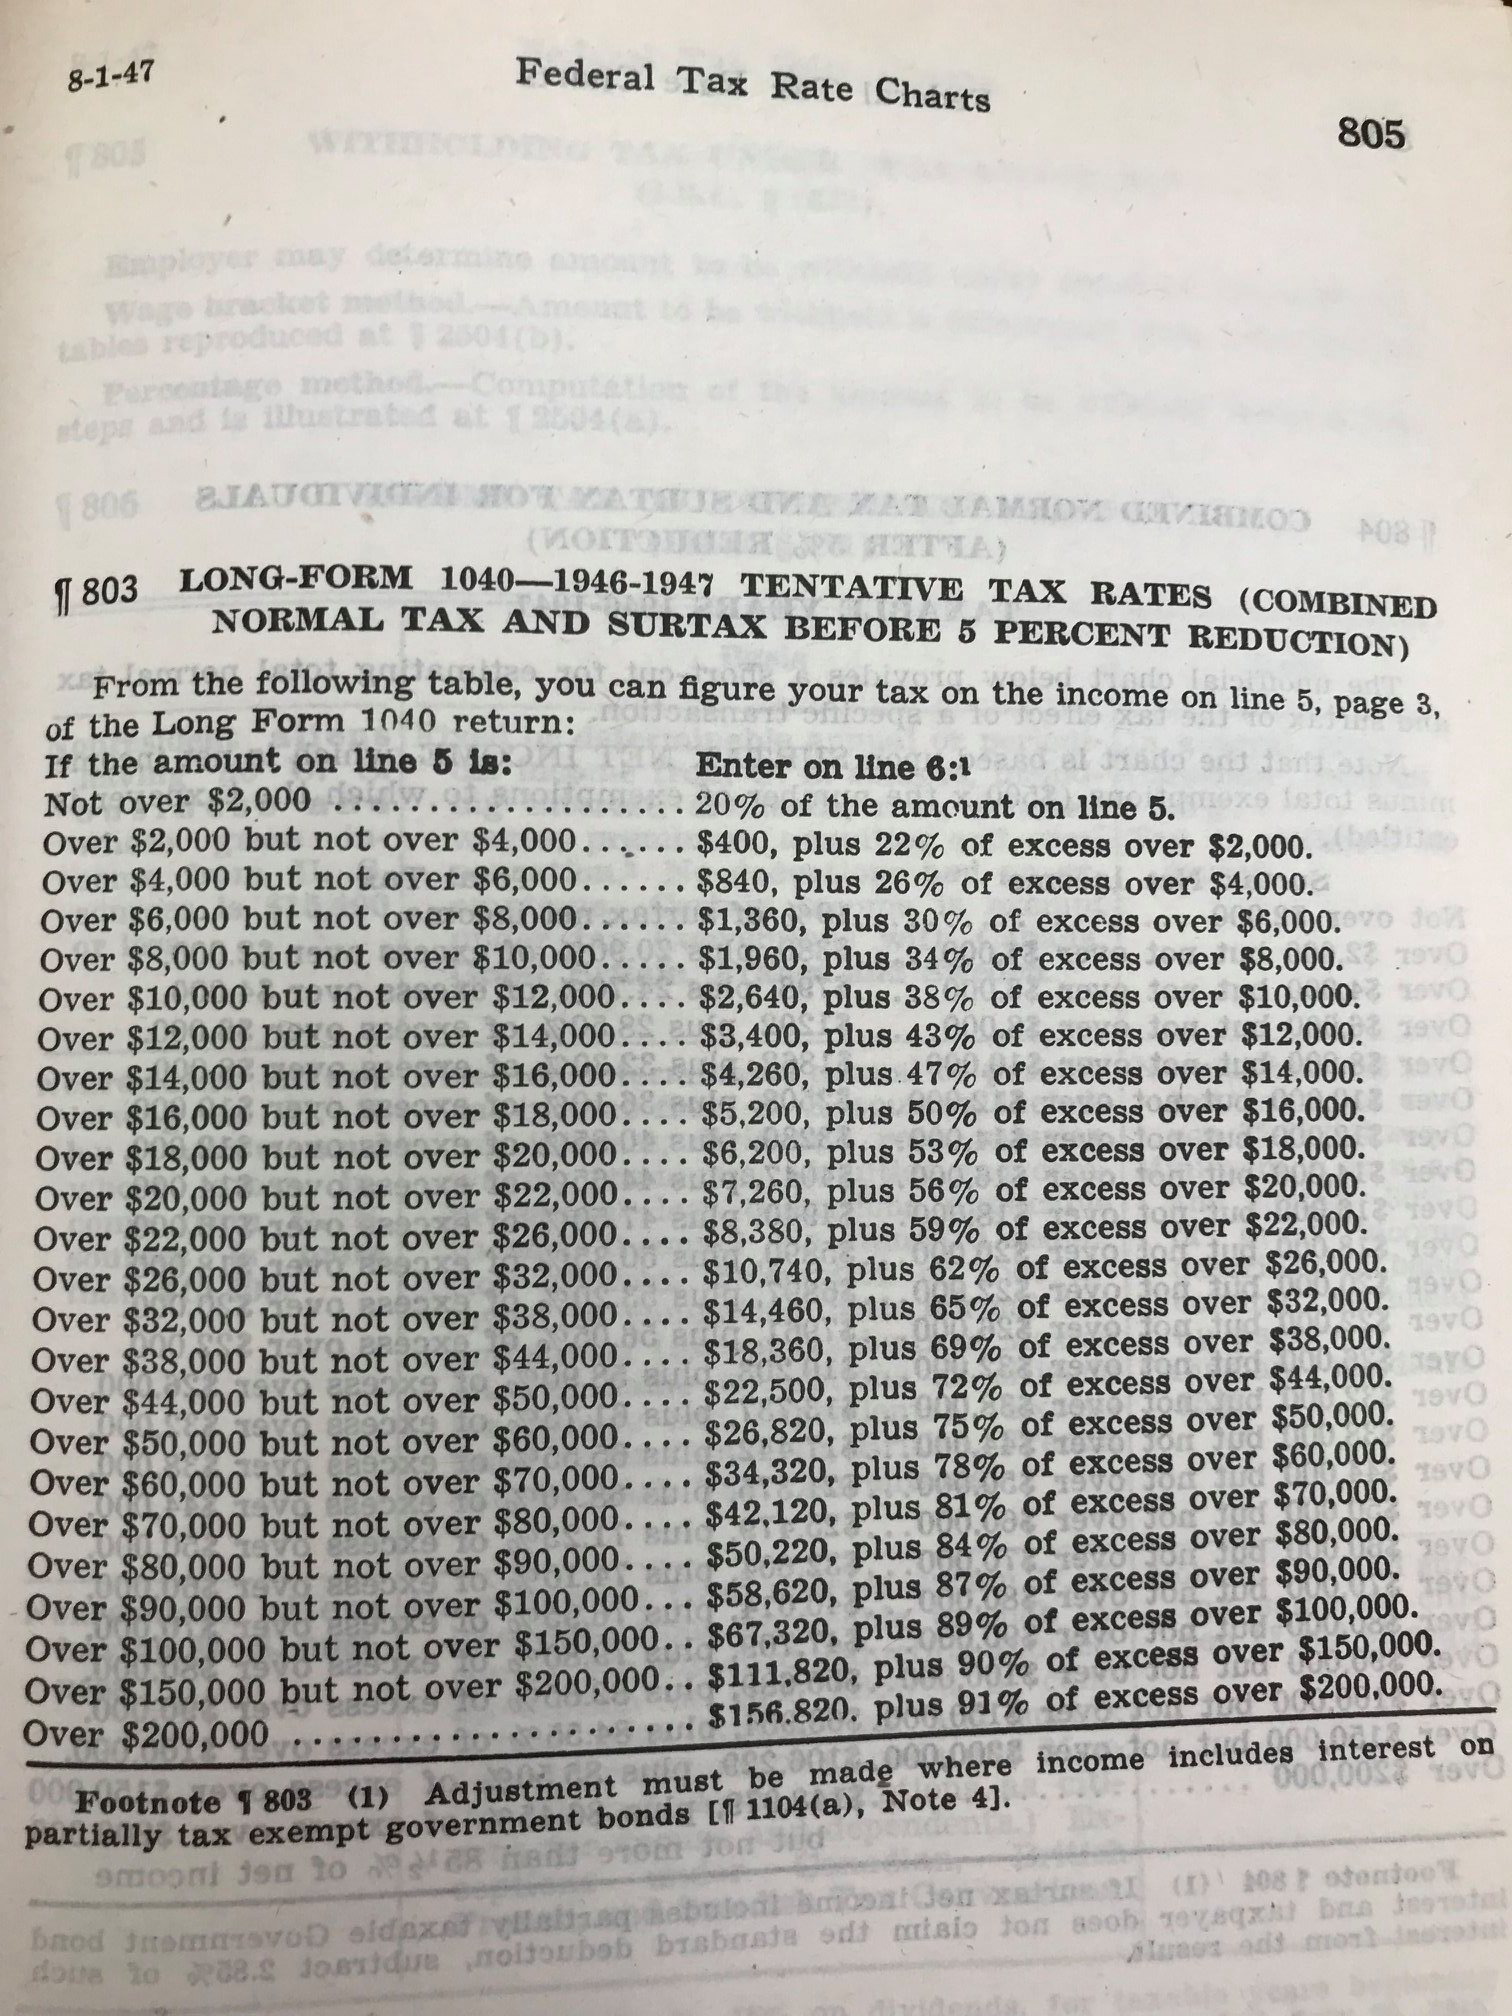 8-1-47
Federal Tax Rate Charts
805
¶ 803 LONG-FORM 1040—1946-1947 TENTATIVE TAX RATES (COMBINED
NORMAL TAX AND SURTAX BEFORE 5 PERCENT REDUCTION)
From the following table, you can figure your tax on the income on line 5, page 3,
of the Long Form 1040 return:
If the amount on line 5 is: Enter on line 6:1
Not over $2,000 .................. 20% of the amount on line 5.
Over $2,000 but not over $4,000...... $400, plus 22% of excess over $2,000.
Over $4,000 but not over $6,000...... $840, plus 26% of excess over $4,000.
Over $6,000 but not over $8,000...... $1,360, plus 30% of excess over $6,000.
Over $8,000 but not over $10,000..... $1,960, plus 34% of excess over $8,000.
Over $10,000 but not over $12,000.... $2,640, plus 38% of excess over $10,000.
Over $12,000 but not over $14,000.... $3,400, plus 43% of excess over $12,000.
Over $14,000 but not over $16,000.... $4,260, plus 47% of excess over $14,000.
Over $16,000 but not over $18,000.... $5,200, plus 50% of excess over $16,000.
Over $18,000 but not over $20,000.... $6,200, plus 53% of excess over $18,000.
Over $20,000 but not over $22,000.... $7,260, plus 56% of excess over $20,000.
Over $22,000 but not over $26,000.... $8,380, plus 59% of excess over $22,000.
Over $26,000 but not over $32,000.... $10,740, plus 62% of excess over $26,000.
Over $32,000 but not over $38,000.... $14,460, plus 65% of excess over $32,000.
Over $38,000 but not over $44,000.... $18,360, plus 69% of excess over $38,000.
Over $44,000 but not over $50,000.... $22,500, plus 72% of excess over $44,000.
Over $50,000 but not over $60,000.... $26,820, plus 75% of excess over $50,000.
Over $60,000 but not over $70,000.... $34,320, plus 78% of excess over $60,000.
Over $70,000 but not over $80,000.... $42,120, plus 81% of excess over $70,000.
Over $80,000 but not over $90,000.... $50,220, plus 84% of excess over $80,000.
Over $90,000 but not over $100,000... $58,620, plus 87% of excess over $90,000.
Over $100,000 but not over $150,000.. $67,320, plus 89% of excess over $100,000.
Over $150,000 but not over $200,000.. $111,820, plus 90% of excess over $150,000.
Over $200,000 .................... $156,820, plus 91% of excess over $200,000.
Footnote ¶ 803 (1) Adjustment must be made where income includes interest on
partially tax exempt government bonds [¶ 1104(a), Note 4].